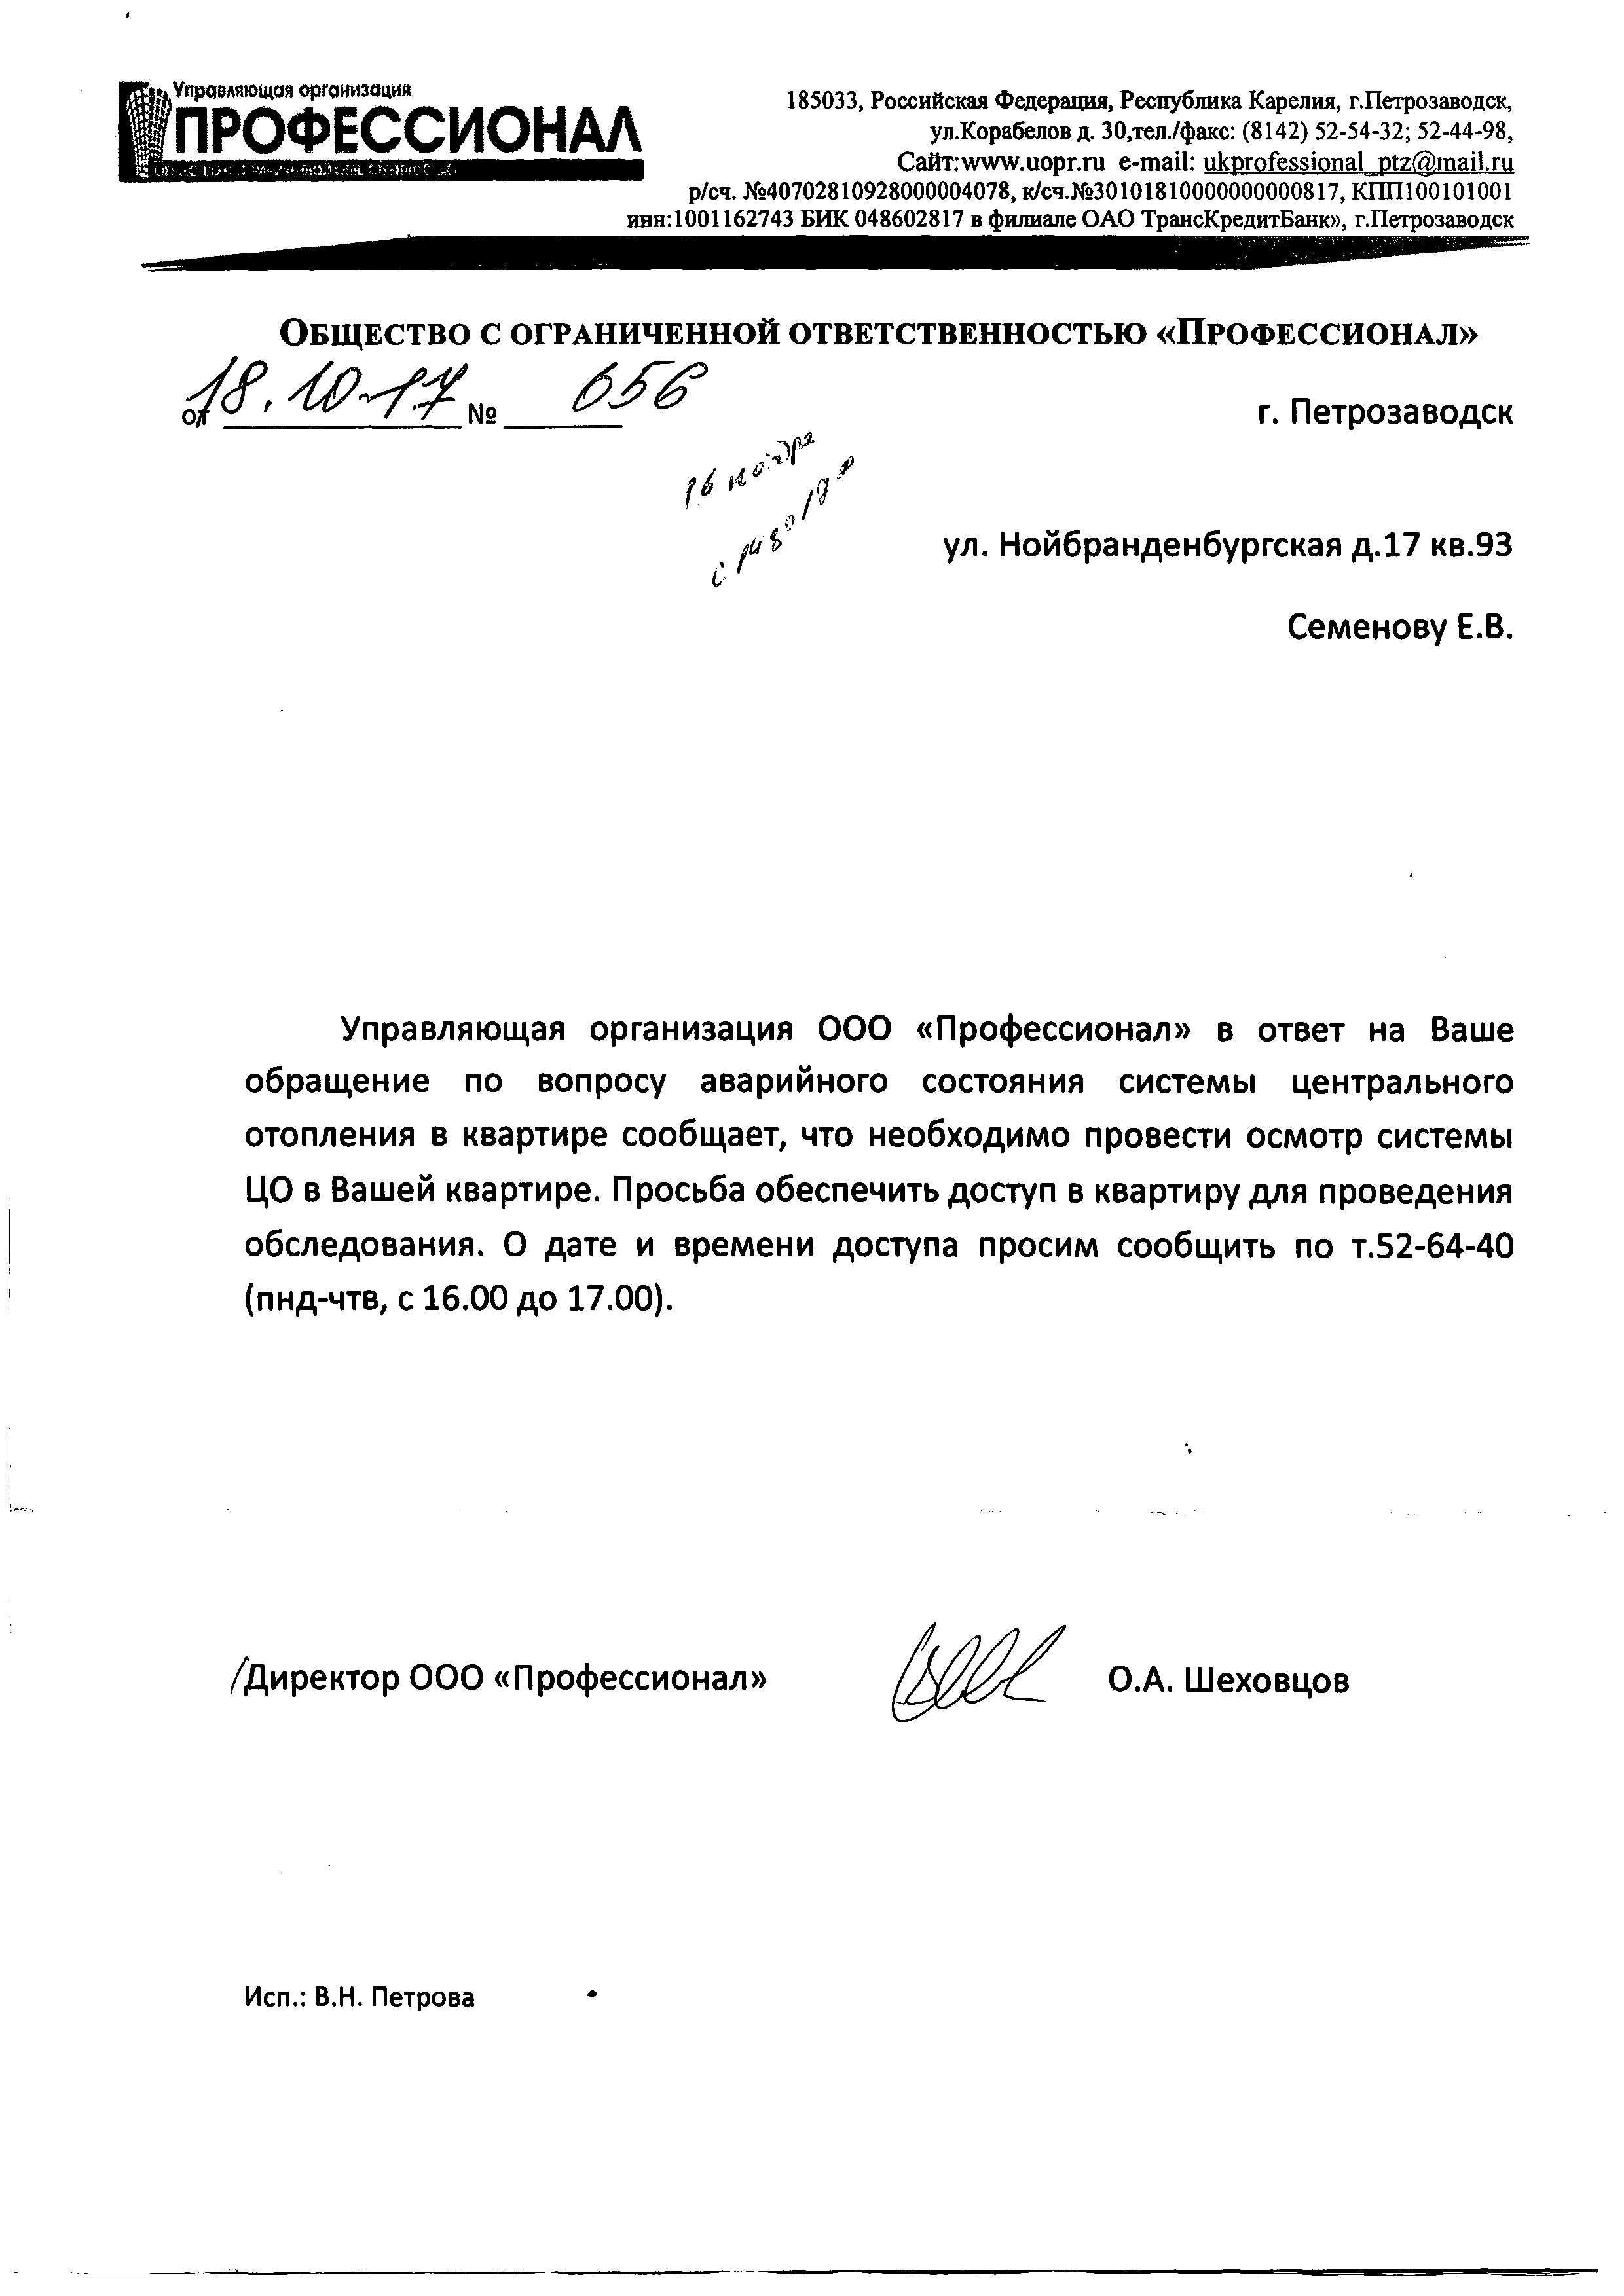 Управляющая организация
ПРОФЕССИОНАЛ
185033, Российская Федерация, Республика Карелия, г.Петрозаводск,
ул.Корабелов д. 30,тел./факс: (8142) 52-54-32; 52-44-98,
Сайт:www.uopr.ru e-mail: ukprofessional_ptz@mail.ru
р/сч. №40702810928000004078, к/сч.№30101810000000000817, КПП100101001
инн:1001162743 БИК 048602817 в филиале ОАО ТрансКредитБанк», г.Петрозаводск
Общество с ограниченной ответственностью «Профессионал»
от 18.10.17 № 656
г. Петрозаводск
16
с
ул. Нойбранденбургская д.17 кв.93
Семенову Е.В.
Управляющая организация ООО «Профессионал» в ответ на Ваше
обращение по вопросу аварийного состояния системы центрального
отопления в квартире сообщает, что необходимо провести осмотр системы
ЦО в Вашей квартире. Просьба обеспечить доступ в квартиру для проведения
обследования. О дате и времени доступа просим сообщить по т.52-64-40
(пнд-чтв, с 16.00 до 17.00).
/Директор ООО «Профессионал»
О.А. Шеховцов
Исп.: В.Н. Петрова